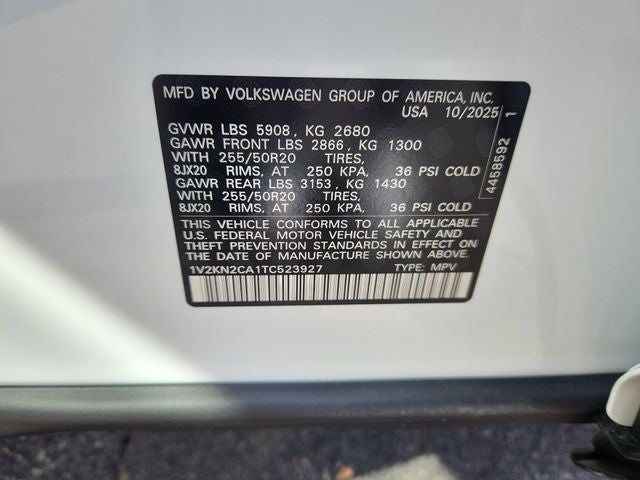 MFD BY VOLKSWAGEN GROUP OF AMERICA, INC.
USA 10/2025
GVWR LBS 5908, KG 2680
GAWR FRONT LBS 2866, KG 1300
WITH 255/50R20 TIRES,
8JX20 RIMS, AT 250 KPA, 36 PSI COLD
GAWR REAR LBS 3153, KG 1430
WITH 255/50R20 TIRES,
8JX20 RIMS, AT 250 KPA, 36 PSI COLD
THIS VEHICLE CONFORMS TO ALL APPLICABLE
U.S. FEDERAL MOTOR VEHICLE SAFETY AND
THEFT PREVENTION STANDARDS IN EFFECT ON
THE DATE OF MANUFACTURE SHOWN ABOVE.
1V2KN2CA1TC523927 TYPE: MPV
4458592 1